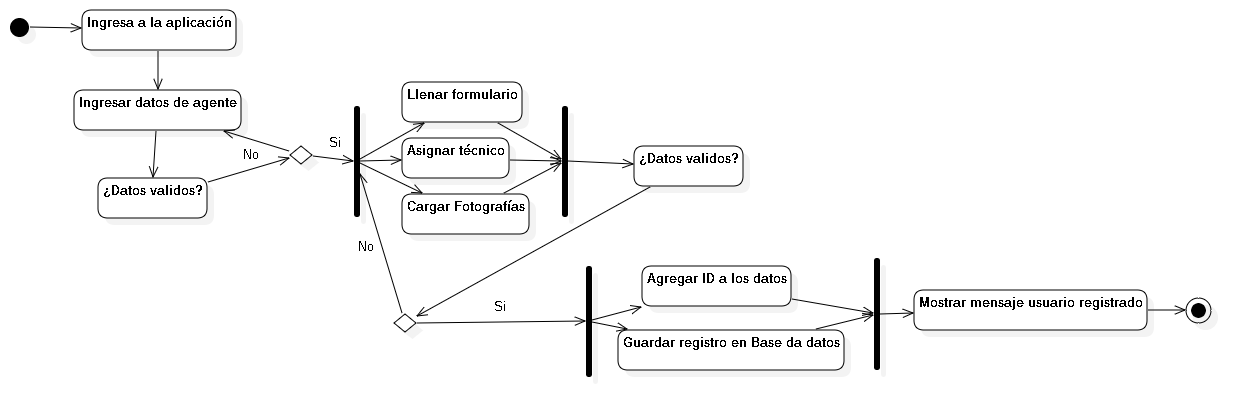 Ingresa a la aplicación
Ingresar datos de agente
No
Si
¿Datos validos?
Llenar formulario
Asignar técnico
Cargar Fotografías
¿Datos validos?
No
Si
Agregar ID a los datos
Guardar registro en Base da datos
Mostrar mensaje usuario registrado